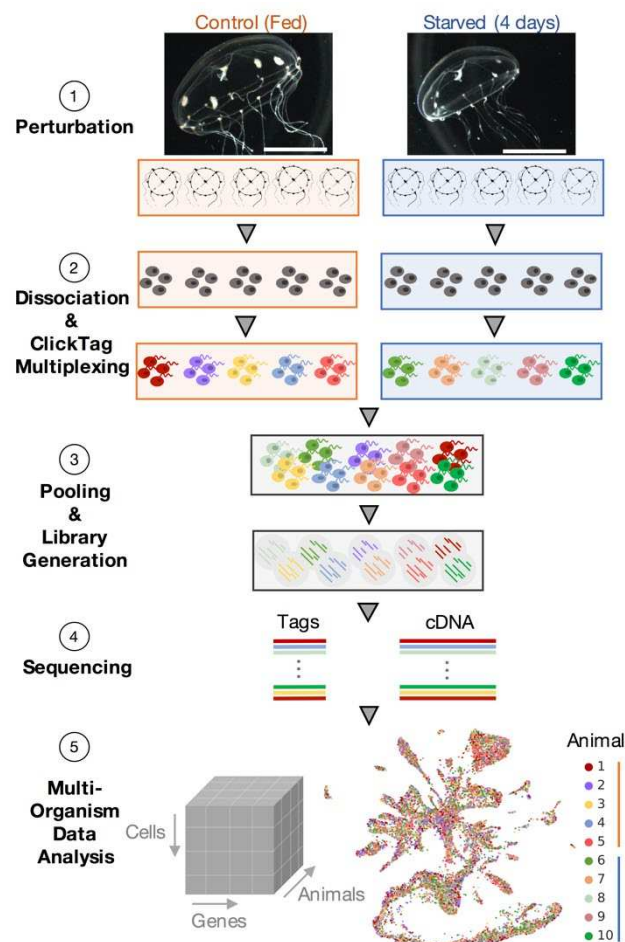 Control (Fed)
Starved (4 days)
1
Perturbation
2
Dissociation
&
ClickTag
Multiplexing
3
Pooling
&
Library
Generation
4
Sequencing
Tags
cDNA
5
Multi-
Organism
Data
Analysis
Cells
Genes
Animals
Animal
1
2
3
4
5
6
7
8
9
10